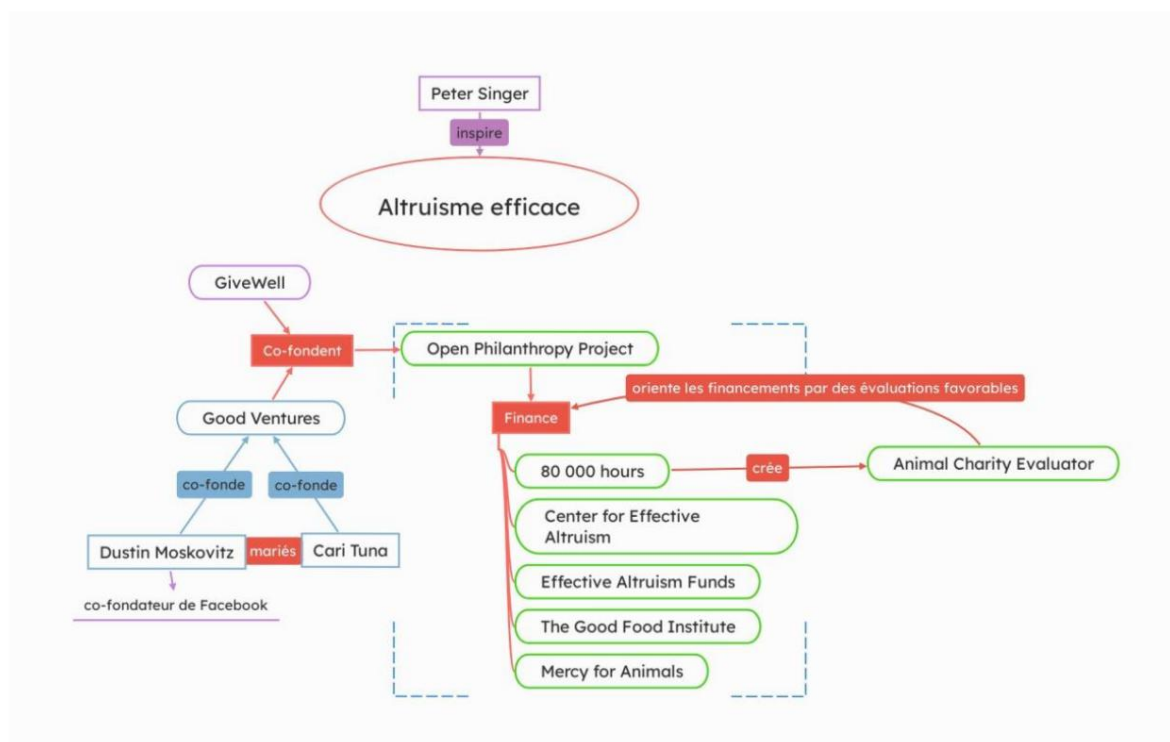 Peter Singer
inspire
Altruisme efficace
GiveWell
Co-fondent
Open Philanthropy Project
oriente les financements par des évaluations favorables
Good Ventures
Finance
80 000 hours
crée
Animal Charity Evaluator
co-fonde
co-fonde
Center for Effective
Altruism
Dustin Moskovitz
mariés
Cari Tuna
Effective Altruism Funds
co-fondateur de Facebook
The Good Food Institute
Mercy for Animals